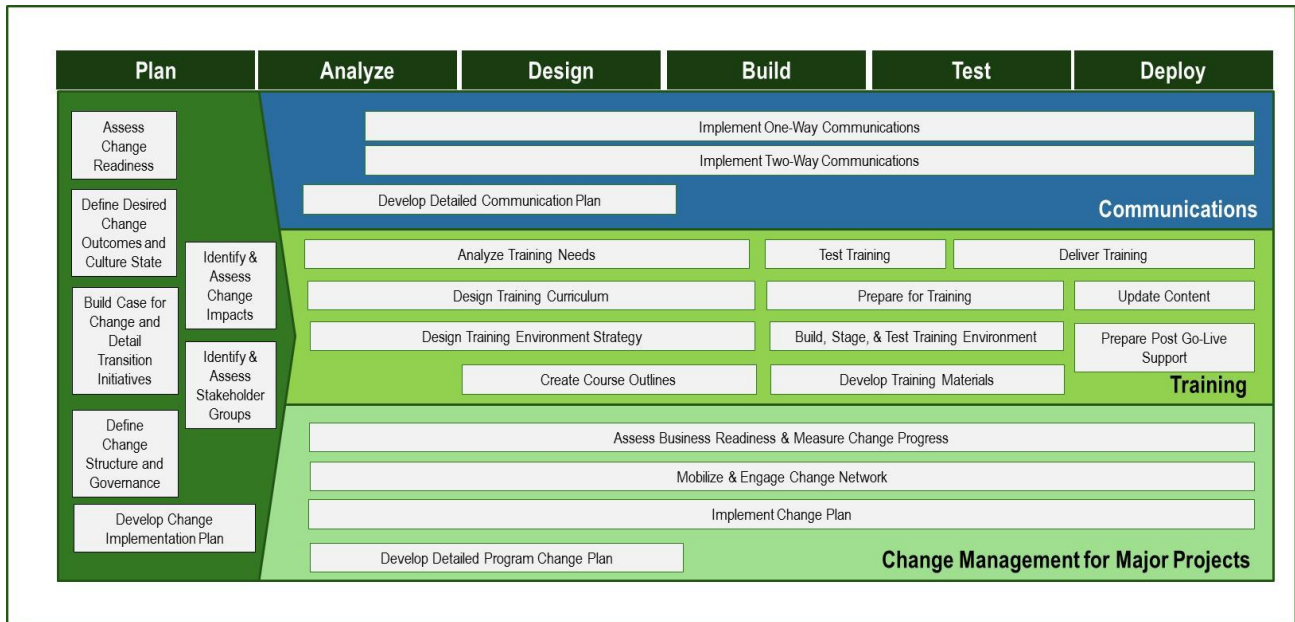 Plan
Analyze
Design
Build
Test
Deploy
Assess
Change
Readiness
Define Desired
Change
Outcomes and
Culture State
Build Case for
Change and
Detail
Transition
Initiatives
Define
Change
Structure and
Governance
Develop Change
Implementation Plan
Identify &
Assess
Change
Impacts
Identify &
Assess
Stakeholder
Groups
Implement One-Way Communications
Implement Two-Way Communications
Develop Detailed Communication Plan
Communications
Analyze Training Needs
Test Training
Deliver Training
Design Training Curriculum
Prepare for Training
Update Content
Design Training Environment Strategy
Build, Stage, & Test Training Environment
Prepare Post Go-Live
Support
Create Course Outlines
Develop Training Materials
Training
Assess Business Readiness & Measure Change Progress
Mobilize & Engage Change Network
Implement Change Plan
Develop Detailed Program Change Plan
Change Management for Major Projects